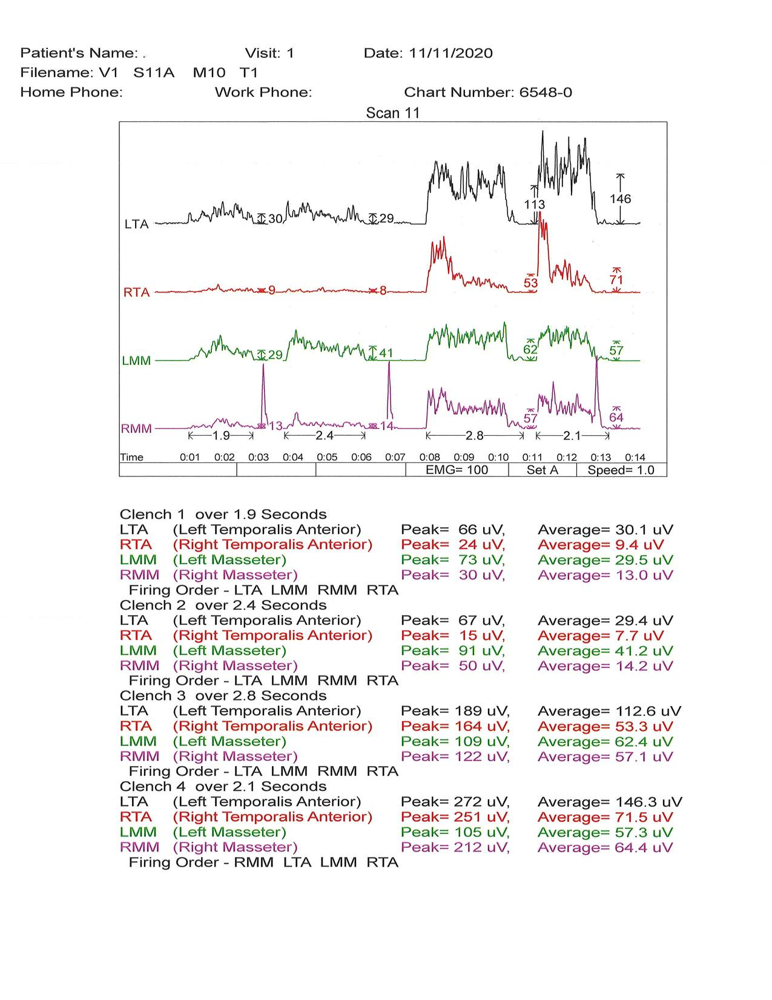 Patient's Name: . Visit: 1 Date: 11/11/2020
Filename: V1 S11A M10 T1
Home Phone: Work Phone: Chart Number: 6548-0
Scan 11
LTA 30 29 113 146
RTA 9 8 53 71
LMM 29 41 62 57
RMM 13 14 57 64
1.9 2.4 2.8 2.1
Time 0:01 0:02 0:03 0:04 0:05 0:06 0:07 0:08 0:09 0:10 0:11 0:12 0:13 0:14
EMG= 100 Set A Speed= 1.0
Clench 1 over 1.9 Seconds
LTA (Left Temporalis Anterior) Peak= 66 uV, Average= 30.1 uV
RTA (Right Temporalis Anterior) Peak= 24 uV, Average= 9.4 uV
LMM (Left Masseter) Peak= 73 uV, Average= 29.5 uV
RMM (Right Masseter) Peak= 30 uV, Average= 13.0 uV
Firing Order - LTA LMM RMM RTA
Clench 2 over 2.4 Seconds
LTA (Left Temporalis Anterior) Peak= 67 uV, Average= 29.4 uV
RTA (Right Temporalis Anterior) Peak= 15 uV, Average= 7.7 uV
LMM (Left Masseter) Peak= 91 uV, Average= 41.2 uV
RMM (Right Masseter) Peak= 50 uV, Average= 14.2 uV
Firing Order - LTA LMM RMM RTA
Clench 3 over 2.8 Seconds
LTA (Left Temporalis Anterior) Peak= 189 uV, Average= 112.6 uV
RTA (Right Temporalis Anterior) Peak= 164 uV, Average= 53.3 uV
LMM (Left Masseter) Peak= 109 uV, Average= 62.4 uV
RMM (Right Masseter) Peak= 122 uV, Average= 57.1 uV
Firing Order - LTA LMM RMM RTA
Clench 4 over 2.1 Seconds
LTA (Left Temporalis Anterior) Peak= 272 uV, Average= 146.3 uV
RTA (Right Temporalis Anterior) Peak= 251 uV, Average= 71.5 uV
LMM (Left Masseter) Peak= 105 uV, Average= 57.3 uV
RMM (Right Masseter) Peak= 212 uV, Average= 64.4 uV
Firing Order - RMM LTA LMM RTA